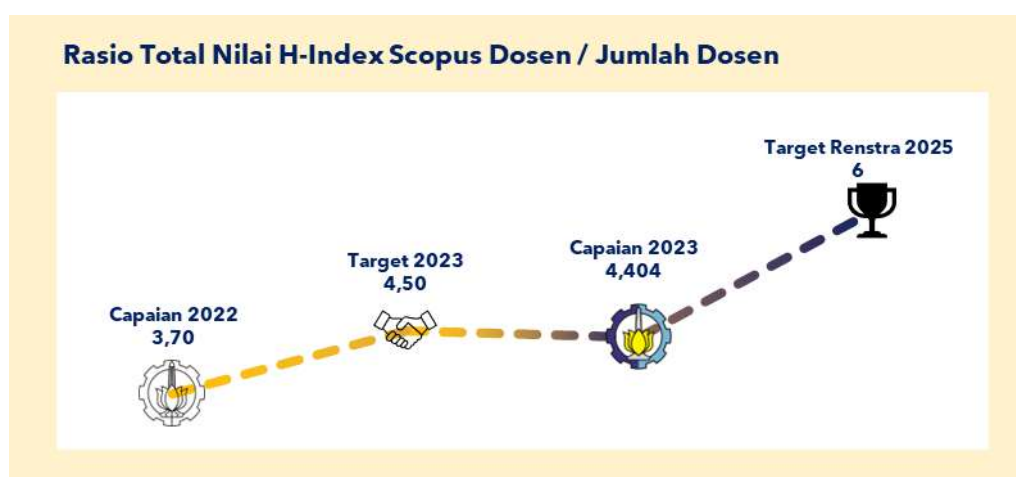 Rasio Total Nilai H-Index Scopus Dosen / Jumlah Dosen
Capaian 2022
3,70
Target 2023
4,50
Capaian 2023
4,404
Target Renstra 2025
6